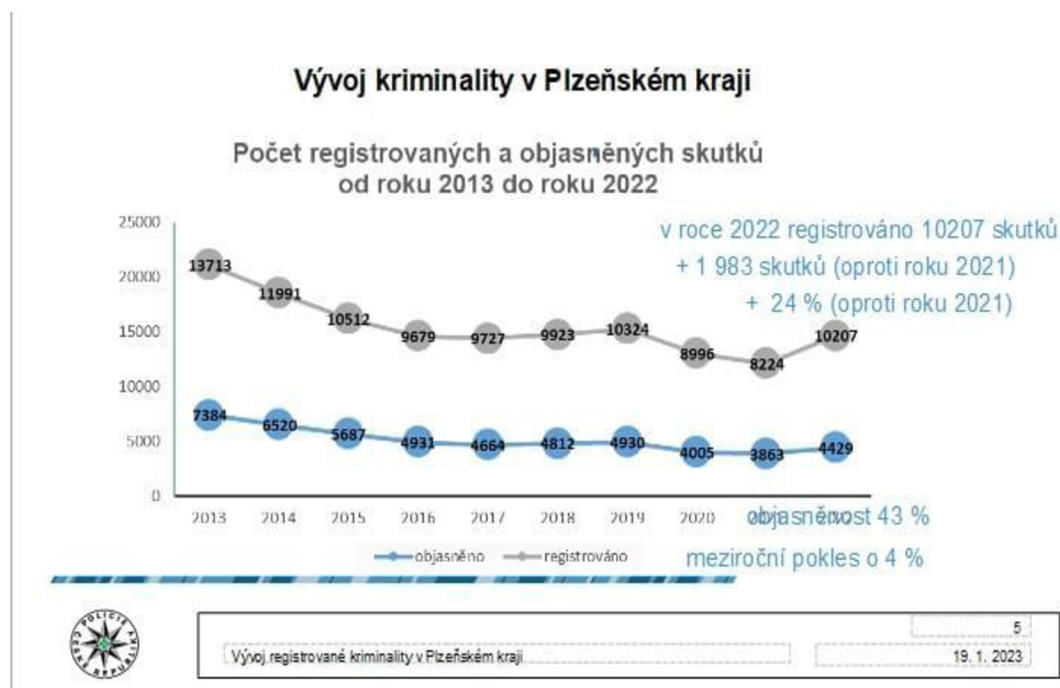 Vývoj kriminality v Plzeňském kraji
Počet registrovaných a objasněných skutků
od roku 2013 do roku 2022
v roce 2022 registrováno 10207 skutků
+ 1 983 skutků (oproti roku 2021)
+ 24 % (oproti roku 2021)
25000
20000
15000
10000
5000
0
13713
11991
10512
9679
9727
9923
10324
8996
8224
10207
7384
6520
5687
4931
4664
4812
4930
4005
3863
4429
2013
2014
2015
2016
2017
2018
2019
2020
objasněnost 43 %
objasněno
registrováno
meziroční pokles o 4 %
POLICIE
ČESKÉ REPUBLIKY
5
Vývoj registrované kriminality v Plzeňském kraji
19. 1. 2023